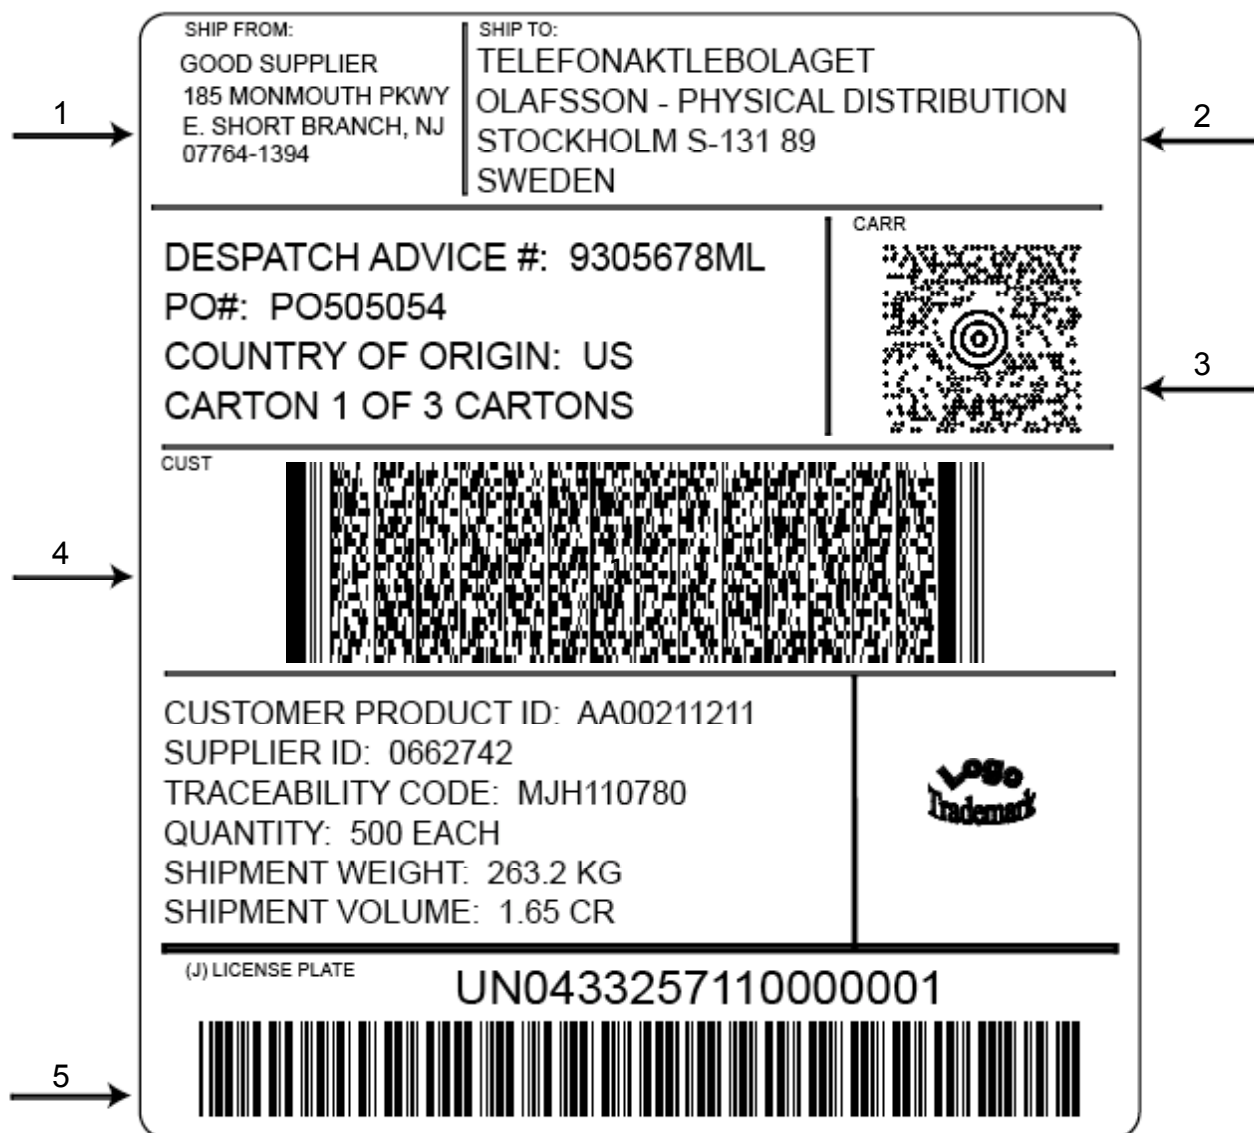 SHIP FROM:
GOOD SUPPLIER
185 MONMOUTH PKWY
E. SHORT BRANCH, NJ
07764-1394
SHIP TO:
TELEFONAKTLEBOLAGET
OLAFSSON - PHYSICAL DISTRIBUTION
STOCKHOLM S-131 89
SWEDEN
1
2
DESPATCH ADVICE #: 9305678ML
PO#: PO505054
COUNTRY OF ORIGIN: US
CARTON 1 OF 3 CARTONS
CARR
3
CUST
4
CUSTOMER PRODUCT ID: AA00211211
SUPPLIER ID: 0662742
TRACEABILITY CODE: MJH110780
QUANTITY: 500 EACH
SHIPMENT WEIGHT: 263.2 KG
SHIPMENT VOLUME: 1.65 CR
Logo
Trademark
(J) LICENSE PLATE
UN0433257110000001
5